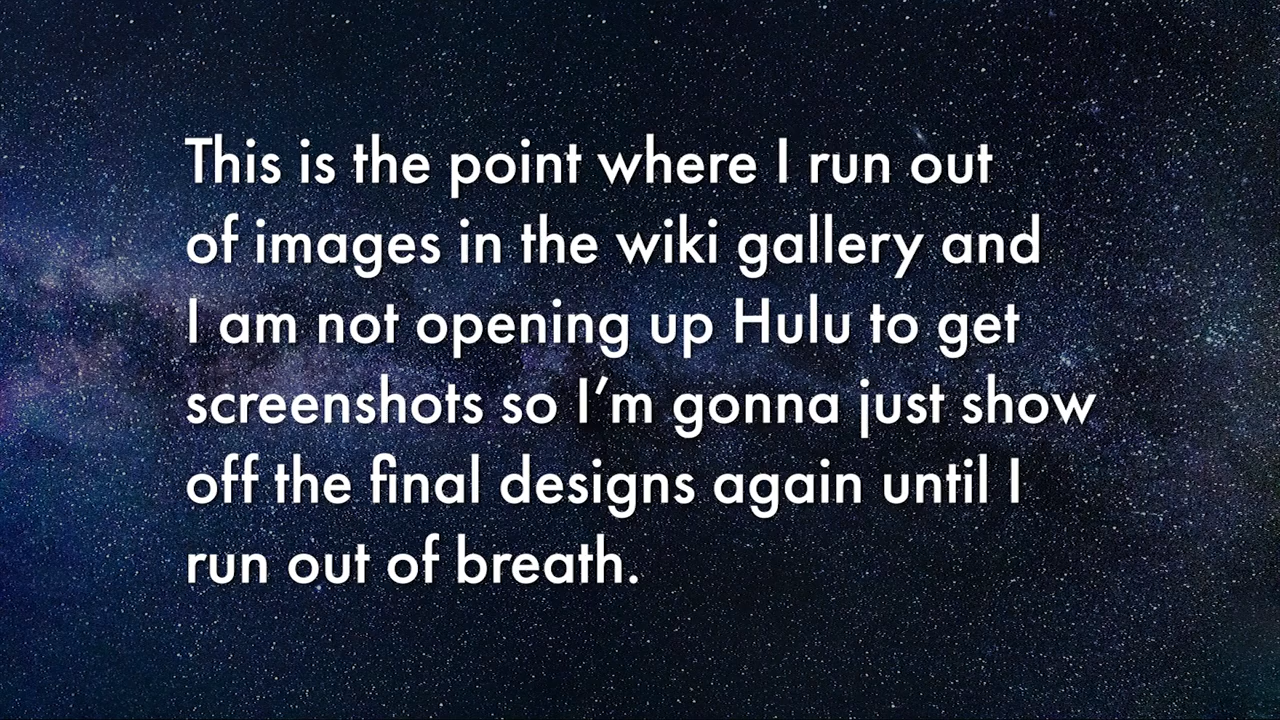 This is the point where I run out
of images in the wiki gallery and
I am not opening up Hulu to get
screenshots so I’m gonna just show
off the final designs again until I
run out of breath.